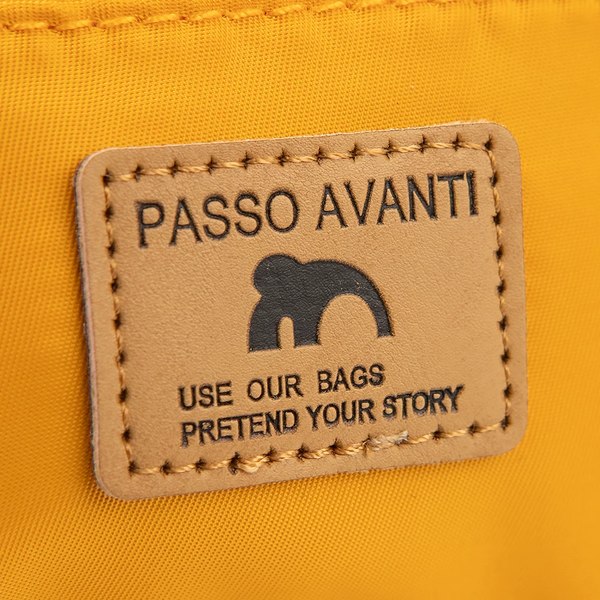 PASSO AVANTI
USE OUR BAGS
PRETEND YOUR STORY